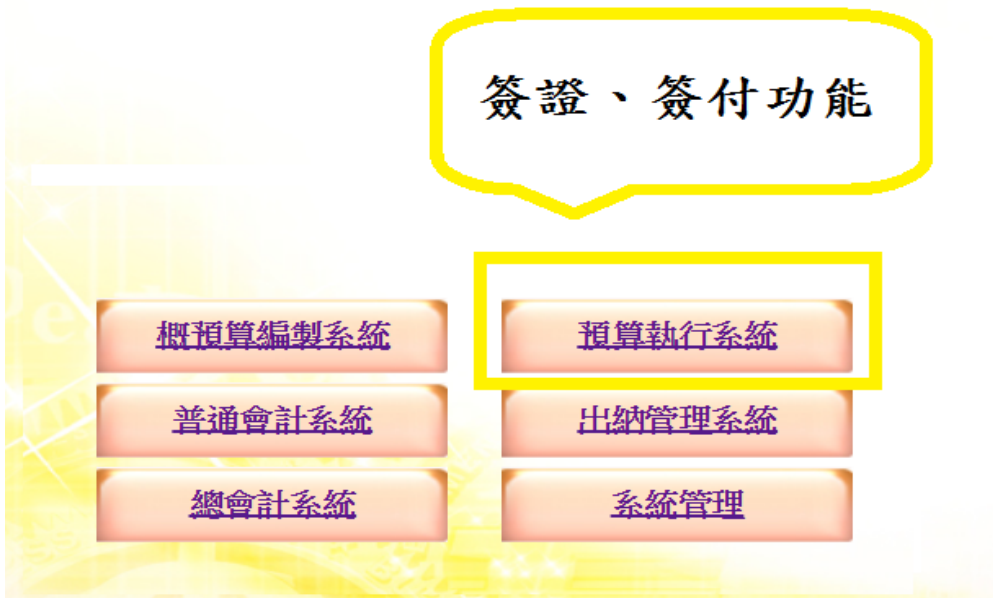 簽證、簽付功能
概預算編製系統
預算執行系統
普通會計系統
出納管理系統
總會計系統
系統管理